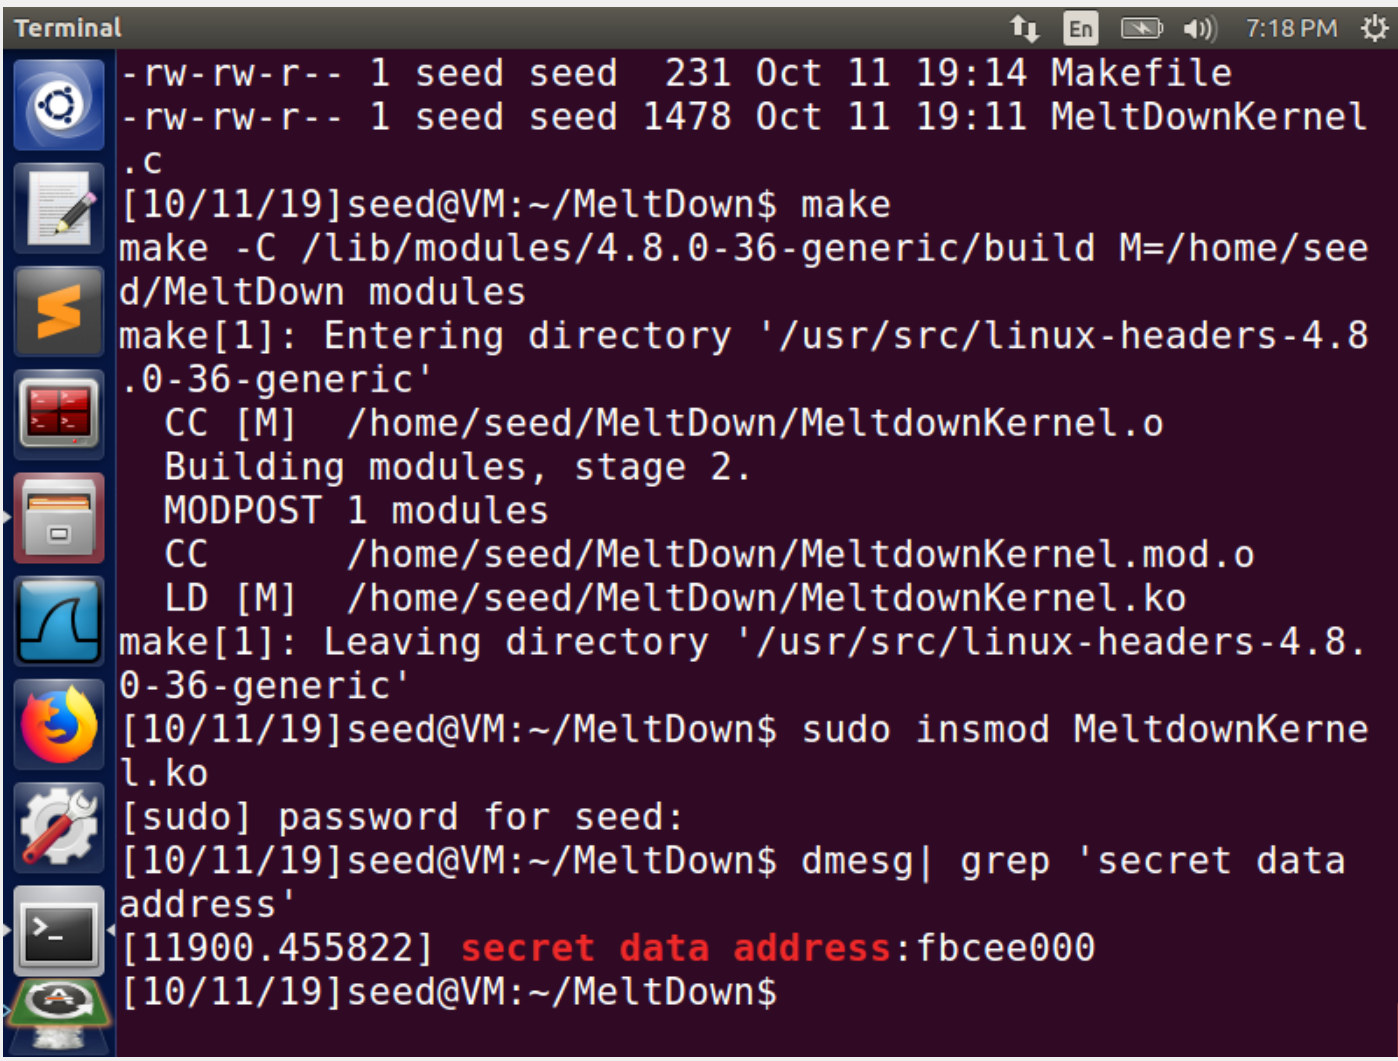 Terminal En 7:18 PM
-rw-rw-r-- 1 seed seed  231 Oct 11 19:14 Makefile
-rw-rw-r-- 1 seed seed 1478 Oct 11 19:11 MeltDownKernel
.c
[10/11/19]seed@VM:~/MeltDown$ make
make -C /lib/modules/4.8.0-36-generic/build M=/home/see
d/MeltDown modules
make[1]: Entering directory '/usr/src/linux-headers-4.8
.0-36-generic'
  CC [M]  /home/seed/MeltDown/MeltdownKernel.o
  Building modules, stage 2.
  MODPOST 1 modules
  CC      /home/seed/MeltDown/MeltdownKernel.mod.o
  LD [M]  /home/seed/MeltDown/MeltdownKernel.ko
make[1]: Leaving directory '/usr/src/linux-headers-4.8.
0-36-generic'
[10/11/19]seed@VM:~/MeltDown$ sudo insmod MeltdownKerne
l.ko
[sudo] password for seed:
[10/11/19]seed@VM:~/MeltDown$ dmesg| grep 'secret data
address'
[11900.455822] secret data address:fbcee000
[10/11/19]seed@VM:~/MeltDown$